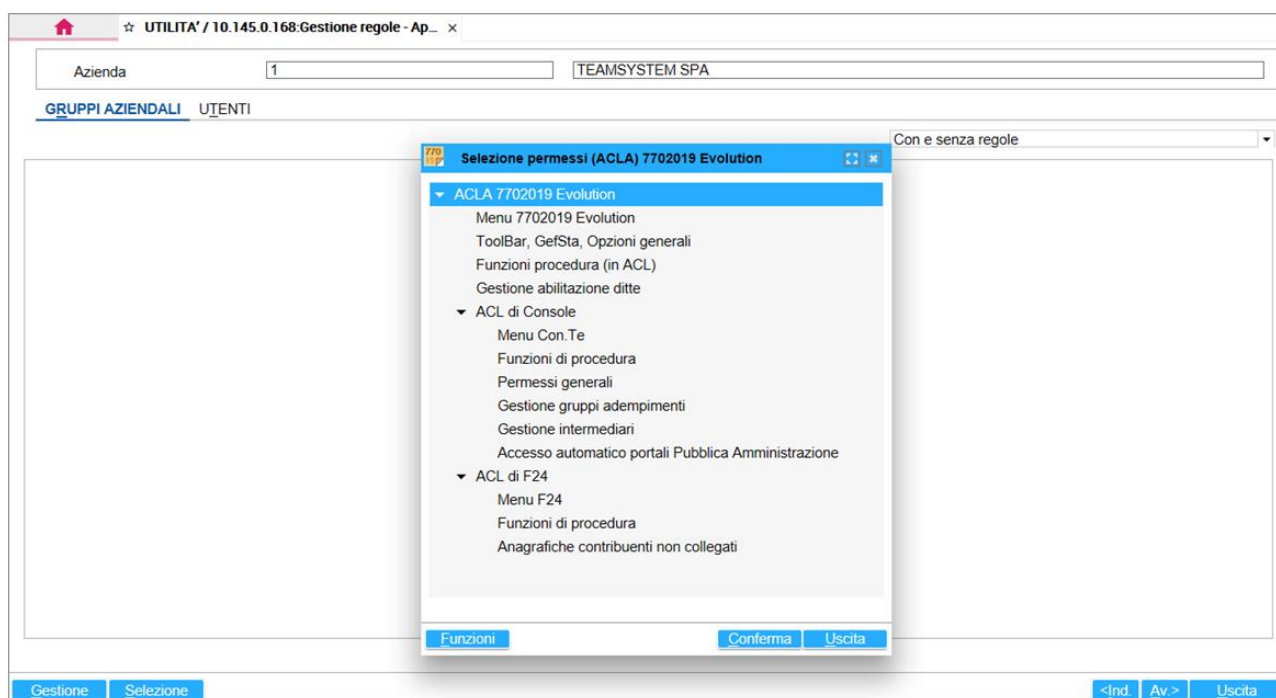 ☆ UTILITA’ / 10.145.0.168:Gestione regole - Ap... ×
Azienda 1 TEAMSYSTEM SPA
GRUPPI AZIENDALI UTENTI
Con e senza regole
770 Selezione permessi (ACLA) 7702019 Evolution
ACLA 7702019 Evolution
Menu 7702019 Evolution
ToolBar, GefSta, Opzioni generali
Funzioni procedura (in ACL)
Gestione abilitazione ditte
ACL di Console
Menu Con.Te
Funzioni di procedura
Permessi generali
Gestione gruppi adempimenti
Gestione intermediari
Accesso automatico portali Pubblica Amministrazione
ACL di F24
Menu F24
Funzioni di procedura
Anagrafiche contribuenti non collegati
Funzioni Conferma Uscita
Gestione Selezione <Ind. Av.> Uscita